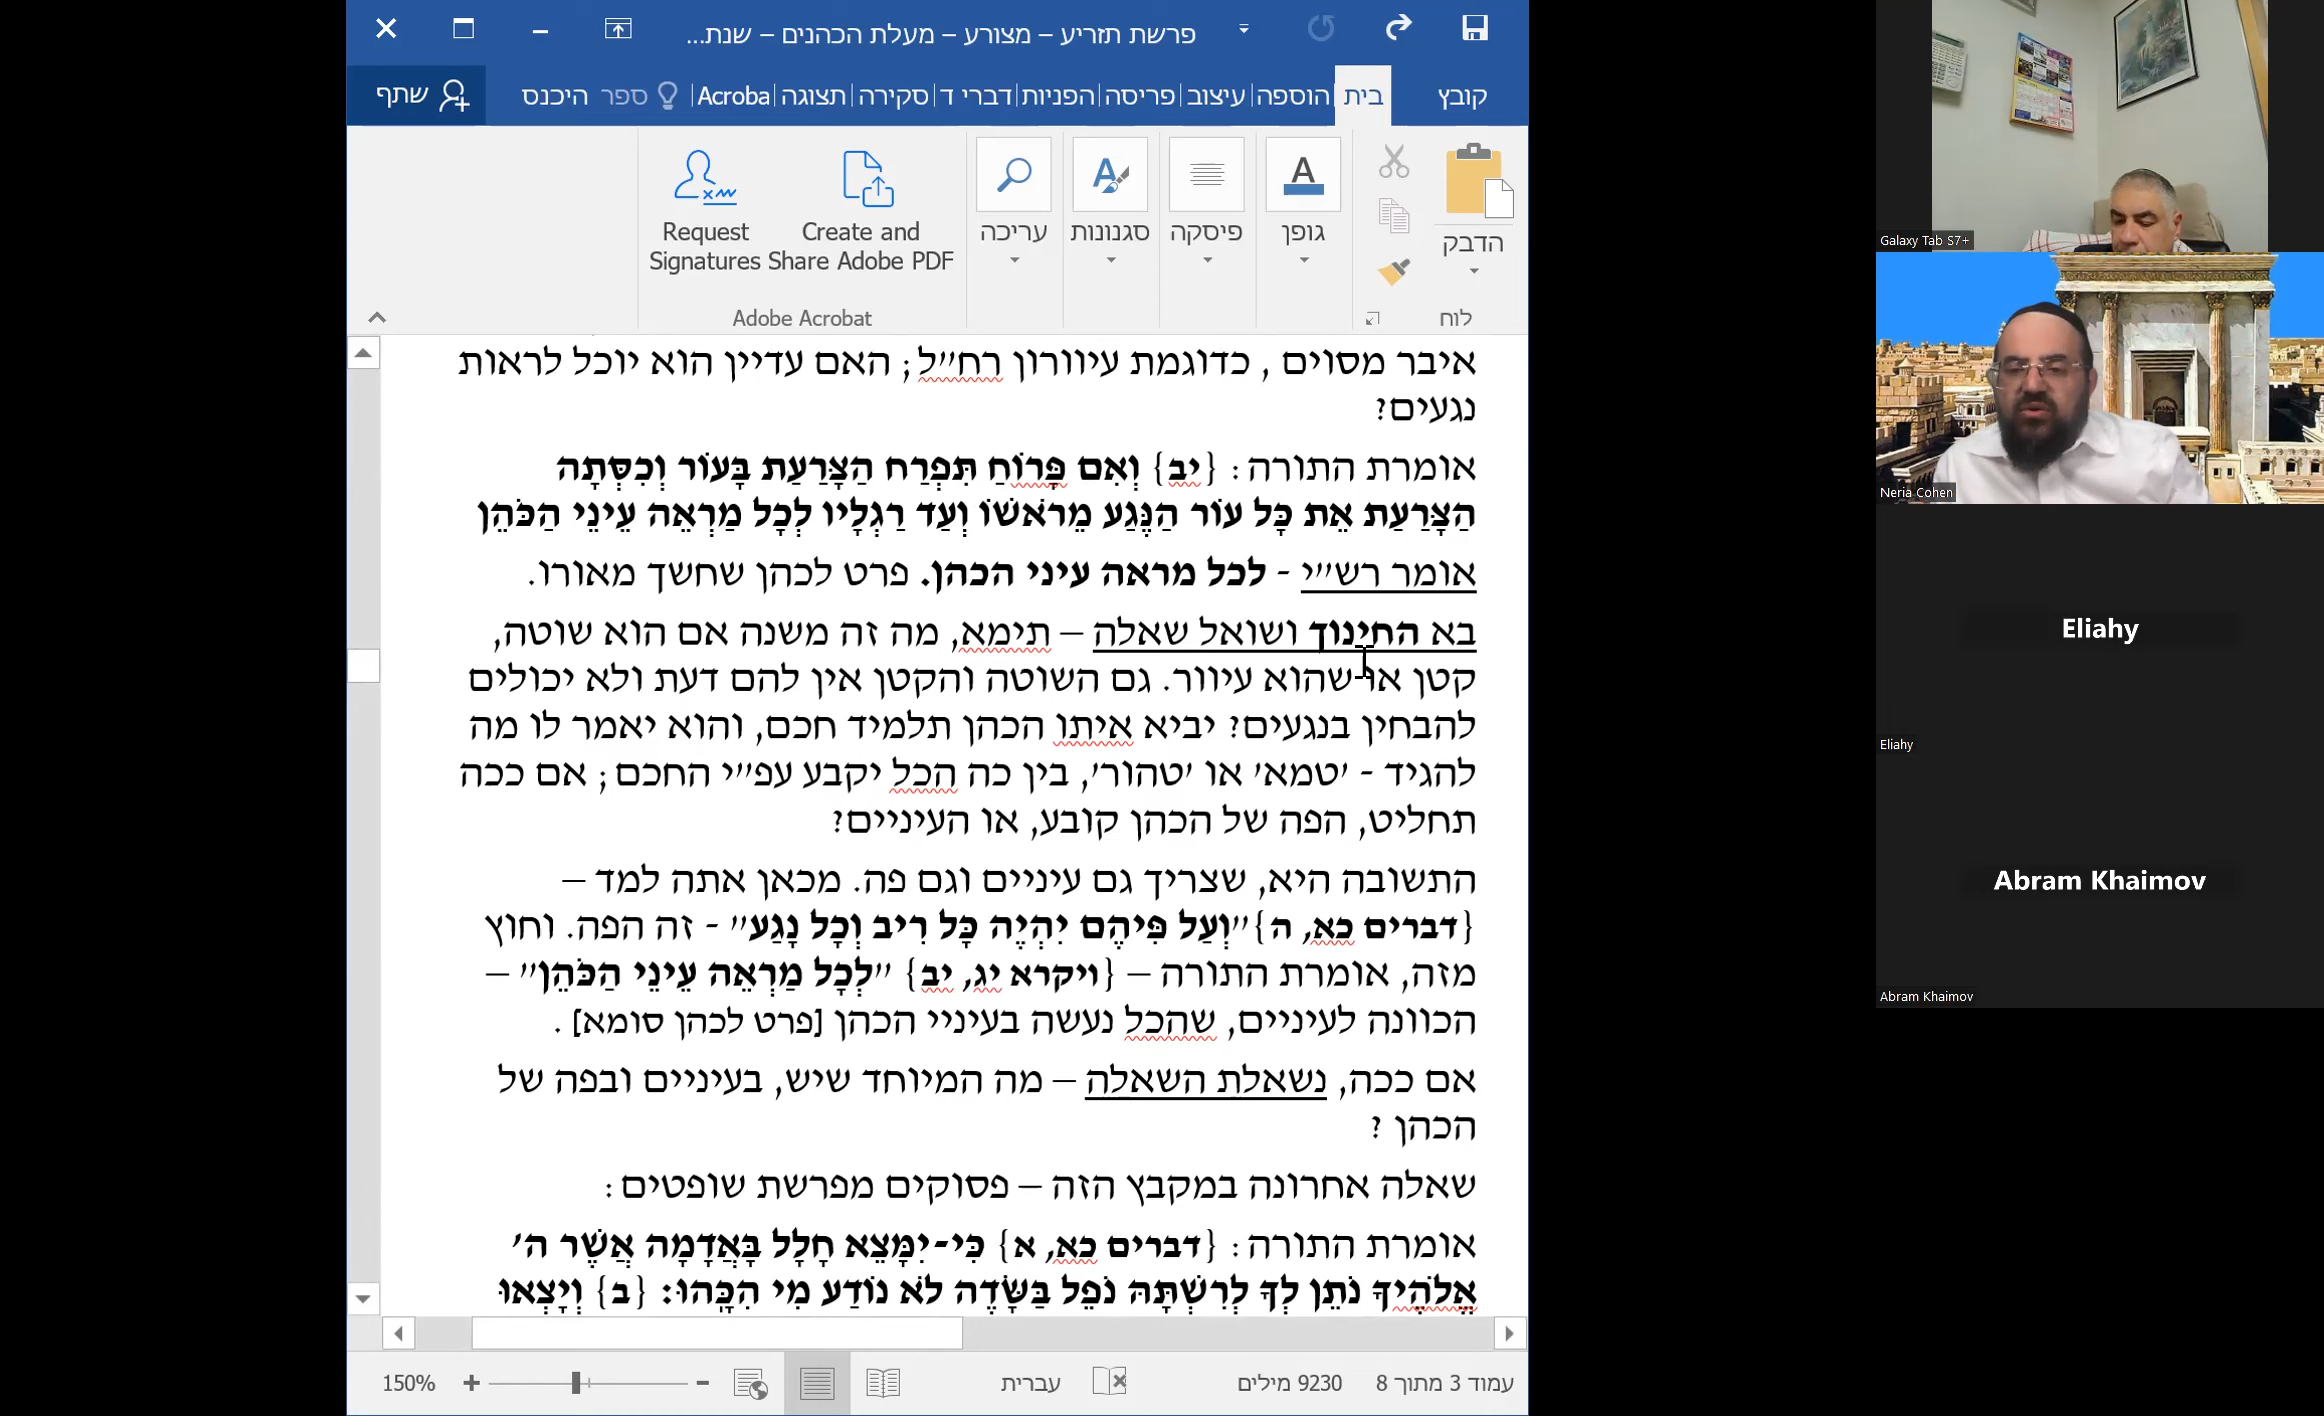 פרשת תזריע – מצורע – מעלת הכהנים – שנת...
קובץ
בית
הוספה
עיצוב
פריסה
הפניות
דברי ד
סקירה
תצוגה
Acroba
ספר
היכנס
שתף
הדבק
גופן
פיסקה
סגנונות
עריכה
Create and
Share Adobe PDF
Request
Signatures
לוח
Adobe Acrobat
איבר מסוים , כדוגמת עיוורון רח״ל; האם עדיין הוא יוכל לראות
נגעים?
אומרת התורה: {יב} וְאִם פָּרוֹחַ תִּפְרַח הַצָּרַעַת בָּעוֹר וְכִסְּתָה
הַצָּרַעַת אֵת כָּל עוֹר הַנֶּגַע מֵרֹאשׁוֹ וְעַד רַגְלָיו לְכָל מַרְאֵה עֵינֵי הַכֹּהֵן
אומר רש״י - לכל מראה עיני הכהן. פרט לכהן שחשך מאורו.
בא החינוך ושואל שאלה – תימא, מה זה משנה אם הוא שוטה,
קטן או שהוא עיוור. גם השוטה והקטן אין להם דעת ולא יכולים
להבחין בנגעים? יביא איתו הכהן תלמיד חכם, והוא יאמר לו מה
להגיד - ׳טמא׳ או ׳טהור׳, בין כה הכל יקבע עפ״י החכם; אם ככה
תחליט, הפה של הכהן קובע, או העיניים?
התשובה היא, שצריך גם עיניים וגם פה. מכאן אתה למד –
{דברים כא, ה}״וְעַל פִּיהֶם יִהְיֶה כָּל רִיב וְכָל נָגַע״ - זה הפה. וחוץ
מזה, אומרת התורה – {ויקרא יג, יב} ״לְכָל מַרְאֵה עֵינֵי הַכֹּהֵן״ –
הכוונה לעיניים, שהכל נעשה בעיניי הכהן [פרט לכהן סומא] .
אם ככה, נשאלת השאלה – מה המיוחד שיש, בעיניים ובפה של
הכהן ?
שאלה אחרונה במקבץ הזה – פסוקים מפרשת שופטים:
אומרת התורה: {דברים כא, א} כִּי-יִמָּצֵא חָלָל בָּאֲדָמָה אֲשֶׁר ה׳
אֱלֹהֶיךָ נֹתֵן לְךָ לְרִשְׁתָּהּ נֹפֵל בַּשָּׂדֶה לֹא נוֹדַע מִי הִכָּהוּ: {ב} וְיָצְאוּ
עמוד 3 מתוך 8
9230 מילים
עברית
150%
Galaxy Tab S7+
Neria Cohen
Eliahy
Eliahy
Abram Khaimov
Abram Khaimov